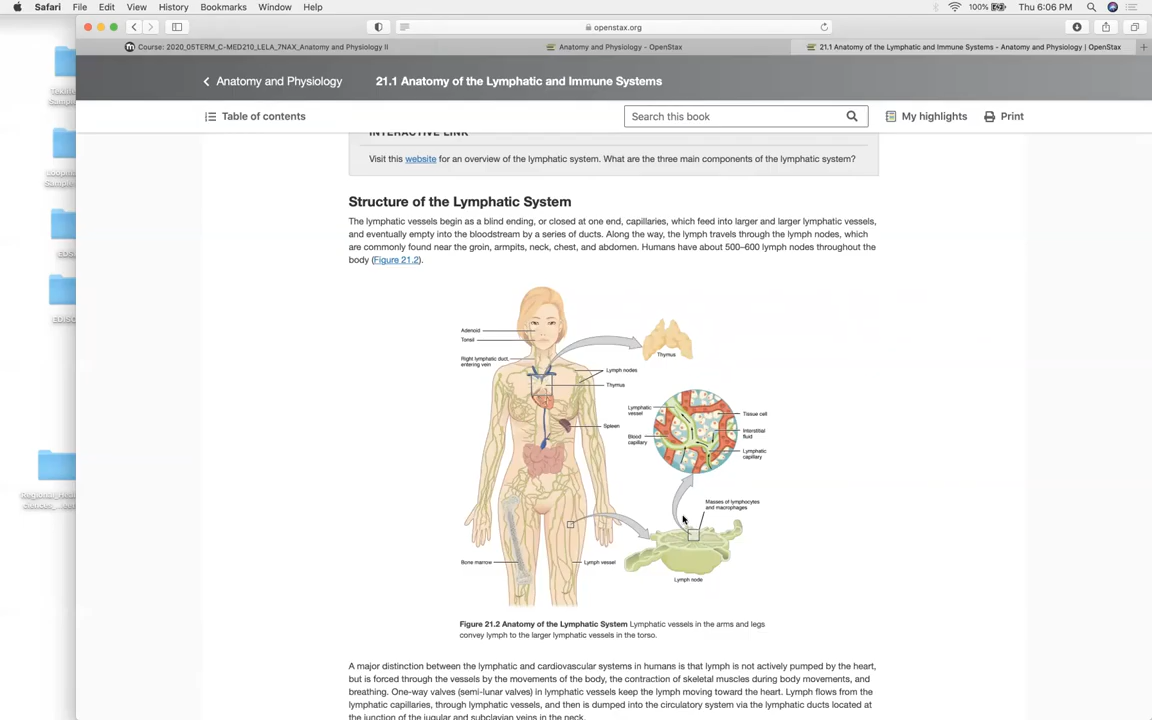 Safari File Edit View History Bookmarks Window Help 100% Thu 6:06 PM
openstax.org
Course: 2020_05TERM_C-MED210_LELA_7NAX_Anatomy and Physiology II
Anatomy and Physiology - OpenStax
21.1 Anatomy of the Lymphatic and Immune Systems - Anatomy and Physiology | OpenStax
Anatomy and Physiology
21.1 Anatomy of the Lymphatic and Immune Systems
Table of contents
Search this book
My highlights
Print
INTERACTIVE LINK
Visit this website for an overview of the lymphatic system. What are the three main components of the lymphatic system?
Structure of the Lymphatic System
The lymphatic vessels begin as a blind ending, or closed at one end, capillaries, which feed into larger and larger lymphatic vessels,
and eventually empty into the bloodstream by a series of ducts. Along the way, the lymph travels through the lymph nodes, which
are commonly found near the groin, armpits, neck, chest, and abdomen. Humans have about 500–600 lymph nodes throughout the
body (Figure 21.2).
Adenoid
Tonsil
Right lymphatic duct,
entering vein
Thymus
Lymph nodes
Thymus
Spleen
Lymphatic
vessel
Blood
capillary
Tissue cell
Interstitial
fluid
Lymphatic
capillary
Masses of lymphocytes
and macrophages
Bone marrow
Lymph vessel
Lymph node
Figure 21.2 Anatomy of the Lymphatic System Lymphatic vessels in the arms and legs
convey lymph to the larger lymphatic vessels in the torso.
A major distinction between the lymphatic and cardiovascular systems in humans is that lymph is not actively pumped by the heart,
but is forced through the vessels by the movements of the body, the contraction of skeletal muscles during body movements, and
breathing. One-way valves (semi-lunar valves) in lymphatic vessels keep the lymph moving toward the heart. Lymph flows from the
lymphatic capillaries, through lymphatic vessels, and then is dumped into the circulatory system via the lymphatic ducts located at
the junction of the jugular and subclavian veins in the neck.